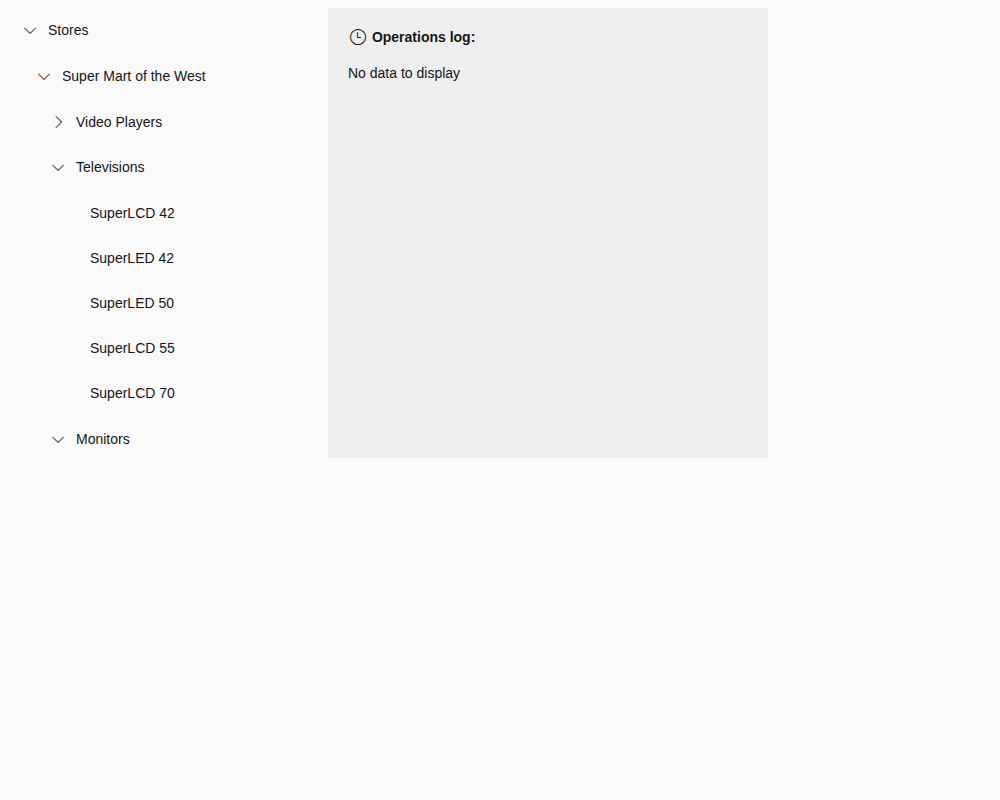 Stores
Super Mart of the West
Video Players
Televisions
SuperLCD 42
SuperLED 42
SuperLED 50
SuperLCD 55
SuperLCD 70
Monitors
Operations log:
No data to display